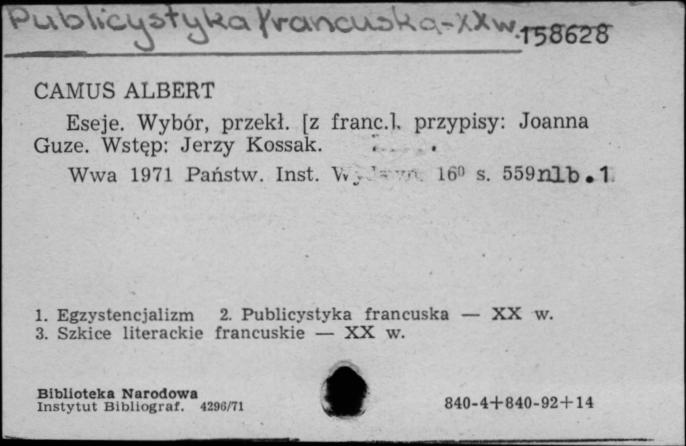 Publicystyka francuska-XX w.
158628
CAMUS ALBERT
Eseje. Wybór, przekł. [z franc.]. przypisy: Joanna
Guze. Wstęp: Jerzy Kossak.
Wwa 1971 Państw. Inst. 16⁰ s. 559nlb.1
1. Egzystencjalizm 2. Publicystyka francuska — XX w.
3. Szkice literackie francuskie — XX w.
Biblioteka Narodowa
Instytut Bibliograf. 4296/71
840-4+840-92+14